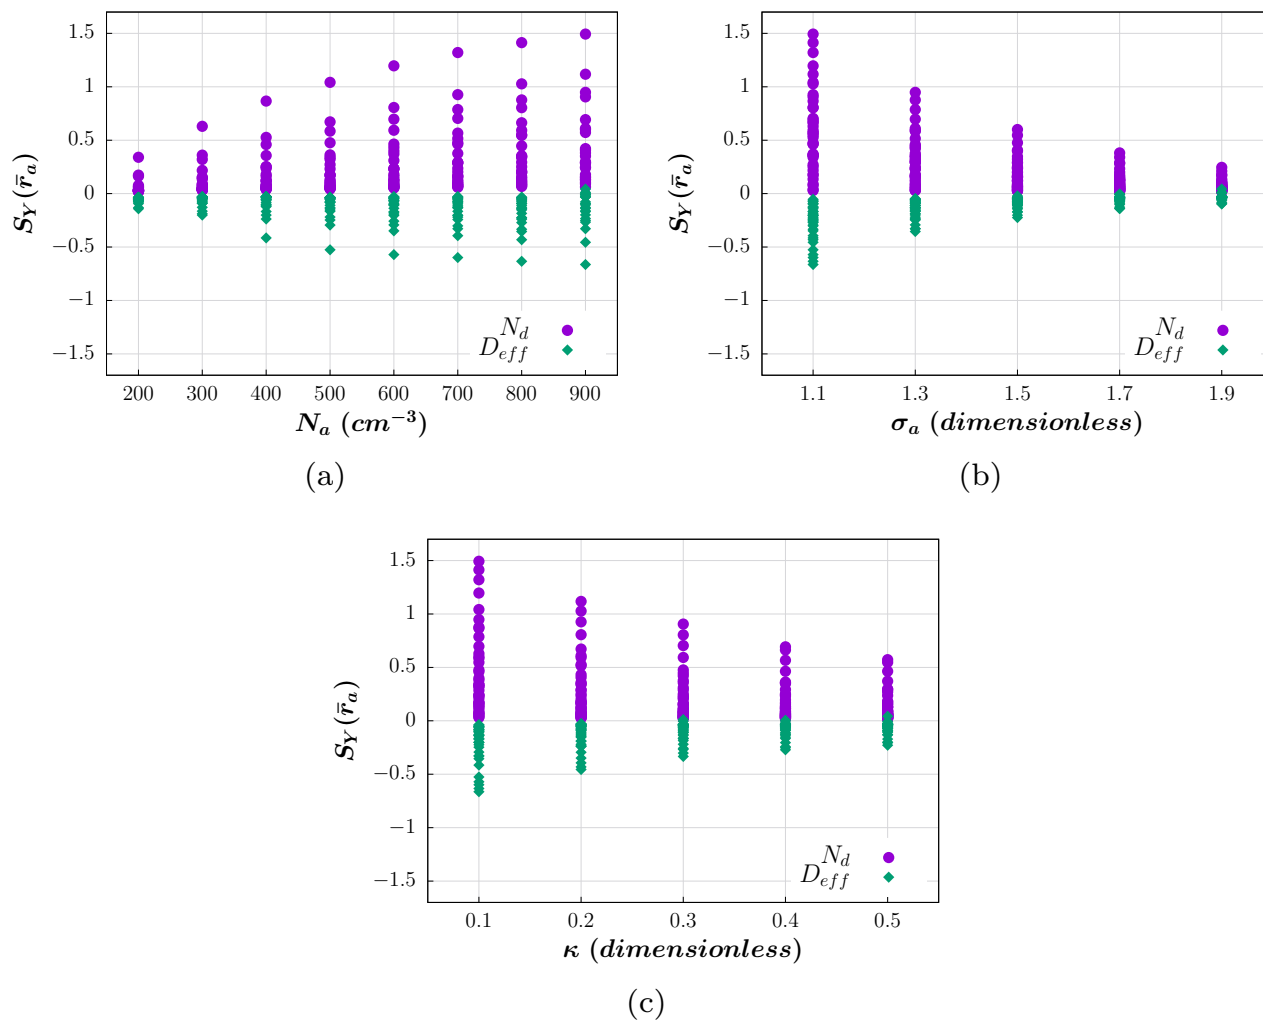 1.5
1
0.5
0
−0.5
−1
−1.5
S_Y(r̄_a)
N_d
D_eff
200 300 400 500 600 700 800 900
N_a (cm⁻³)
(a)
1.5
1
0.5
0
−0.5
−1
−1.5
S_Y(r̄_a)
N_d
D_eff
1.1 1.3 1.5 1.7 1.9
σ_a (dimensionless)
(b)
1.5
1
0.5
0
−0.5
−1
−1.5
S_Y(r̄_a)
N_d
D_eff
0.1 0.2 0.3 0.4 0.5
κ (dimensionless)
(c)